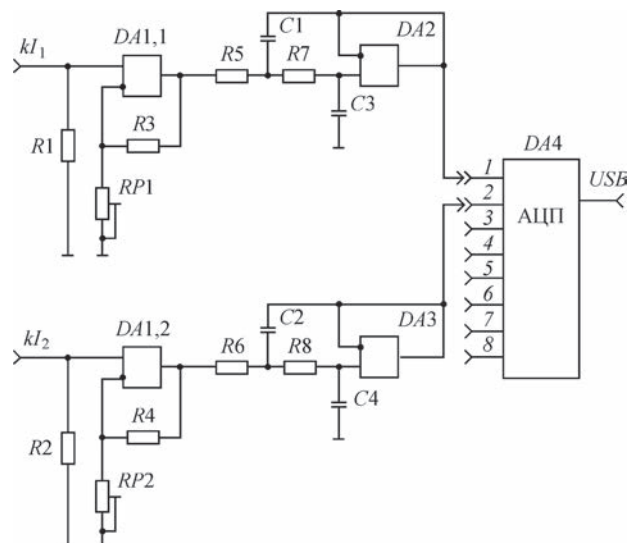 kI1
DA1,1
R5
C1
R7
DA2
C3
R1
R3
RP1
DA4
АЦП
USB
1
2
3
4
5
6
7
8
kI2
DA1,2
R6
C2
R8
DA3
C4
R2
R4
RP2